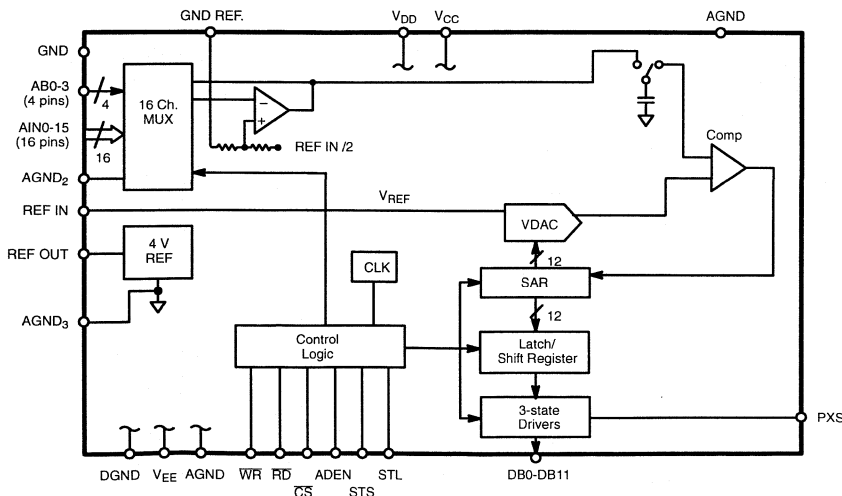 GND REF.
VDD
VCC
AGND
GND
AB0-3
(4 pins)
4
AIN0-15
(16 pins)
16
16 Ch.
MUX
−
+
REF IN /2
Comp
AGND2
REF IN
VREF
VDAC
REF OUT
4 V
REF
12
CLK
SAR
AGND3
12
Control
Logic
Latch/
Shift Register
3-state
Drivers
PXS
DGND
VEE
AGND
WR
RD
CS
ADEN
STS
STL
DB0-DB11